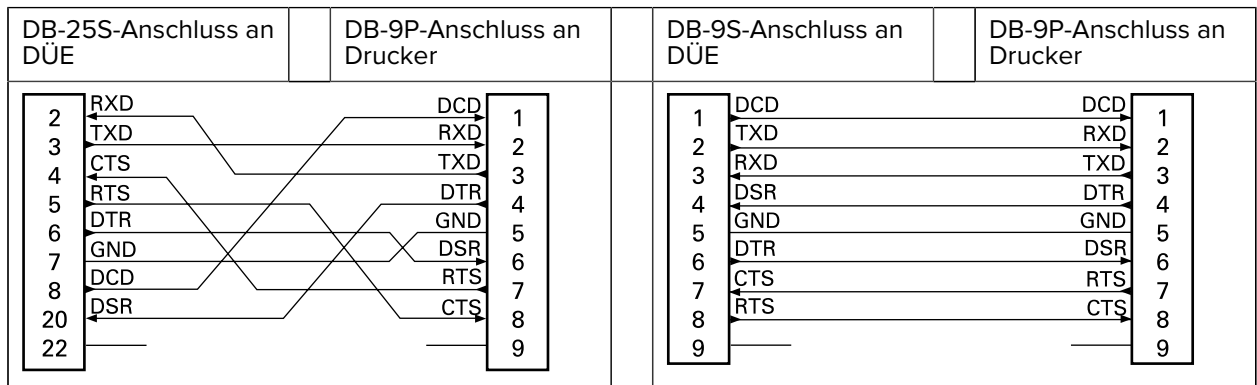 DB-25S-Anschluss an
DÜE
DB-9P-Anschluss an
Drucker
DB-9S-Anschluss an
DÜE
DB-9P-Anschluss an
Drucker
2 RXD DCD 1
3 TXD RXD 2
4 CTS TXD 3
5 RTS DTR 4
6 DTR GND 5
7 GND DSR 6
8 DCD RTS 7
20 DSR CTS 8
22 9
1 DCD DCD 1
2 TXD RXD 2
3 RXD TXD 3
4 DSR DTR 4
5 GND GND 5
6 DTR DSR 6
7 CTS RTS 7
8 RTS CTS 8
9 9